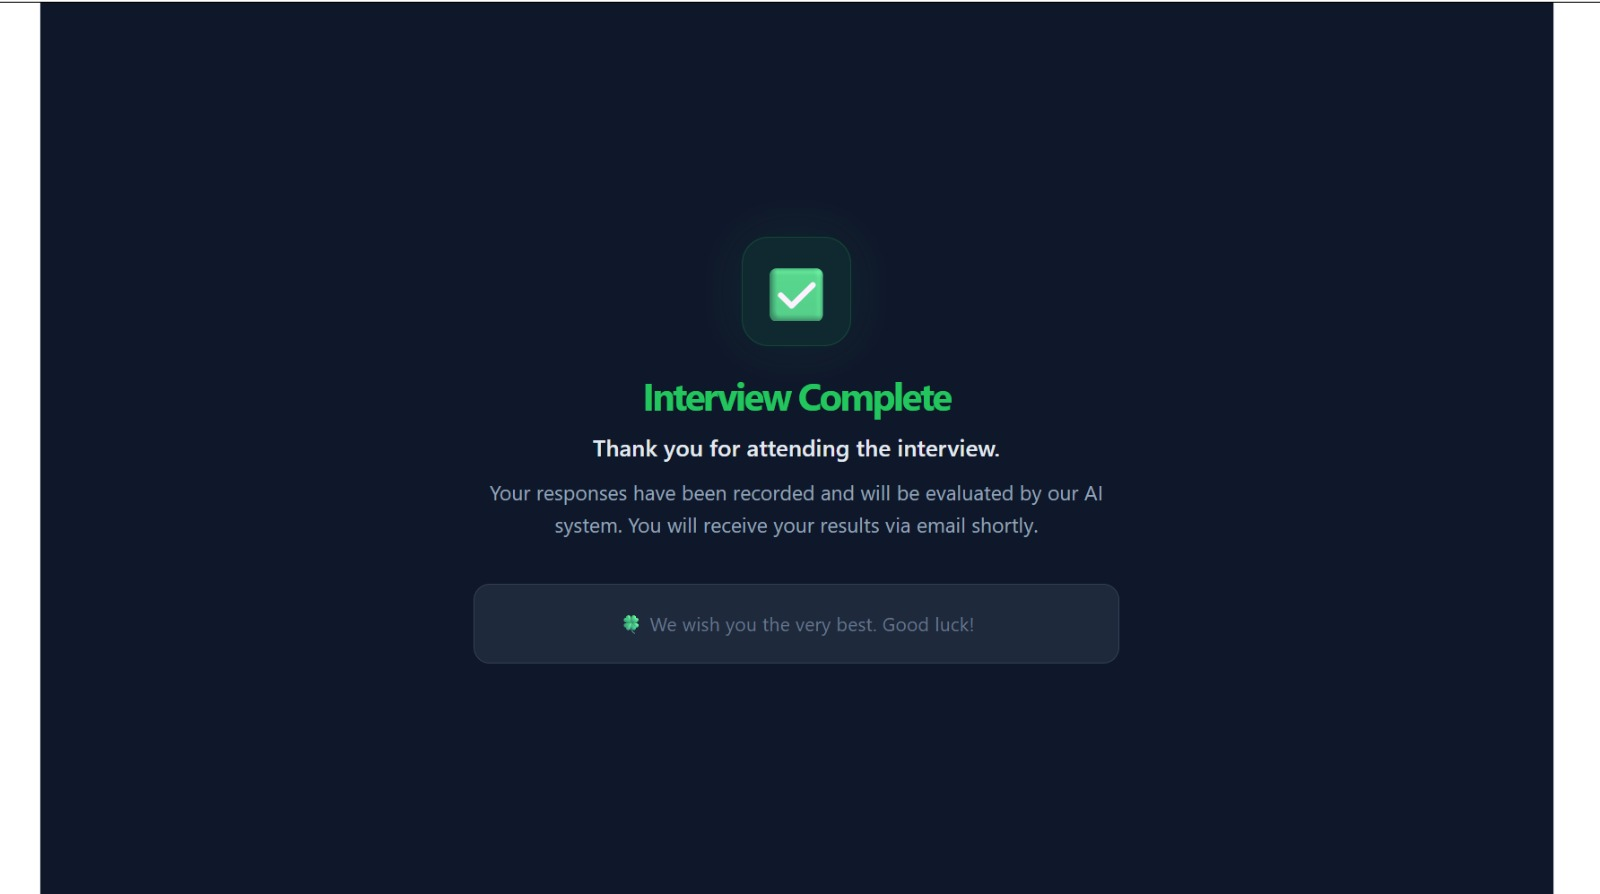 Interview Complete
Thank you for attending the interview.
Your responses have been recorded and will be evaluated by our AI
system. You will receive your results via email shortly.
🍀 We wish you the very best. Good luck!